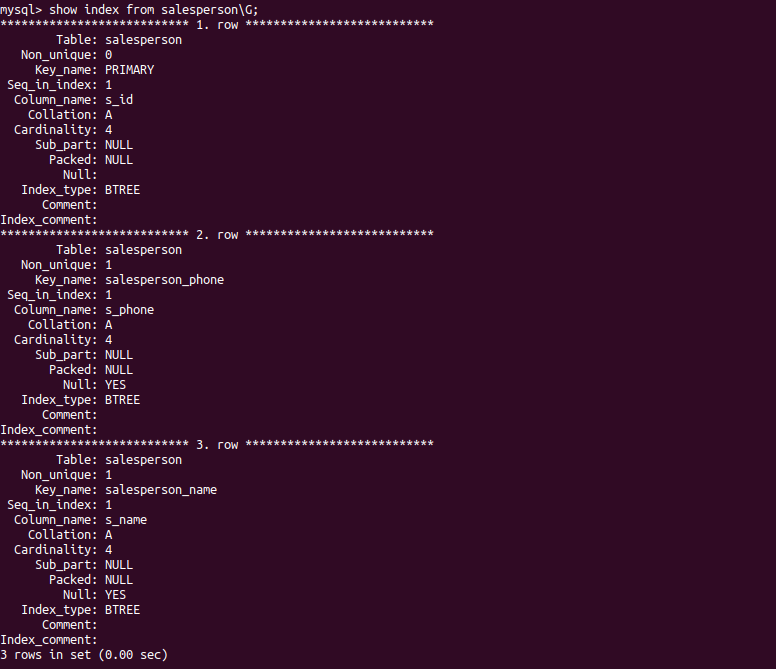 mysql> show index from salesperson\G;
*************************** 1. row ***************************
        Table: salesperson
   Non_unique: 0
     Key_name: PRIMARY
 Seq_in_index: 1
  Column_name: s_id
    Collation: A
  Cardinality: 4
     Sub_part: NULL
       Packed: NULL
         Null:
   Index_type: BTREE
      Comment:
Index_comment:
*************************** 2. row ***************************
        Table: salesperson
   Non_unique: 1
     Key_name: salesperson_phone
 Seq_in_index: 1
  Column_name: s_phone
    Collation: A
  Cardinality: 4
     Sub_part: NULL
       Packed: NULL
         Null: YES
   Index_type: BTREE
      Comment:
Index_comment:
*************************** 3. row ***************************
        Table: salesperson
   Non_unique: 1
     Key_name: salesperson_name
 Seq_in_index: 1
  Column_name: s_name
    Collation: A
  Cardinality: 4
     Sub_part: NULL
       Packed: NULL
         Null: YES
   Index_type: BTREE
      Comment:
Index_comment:
3 rows in set (0.00 sec)